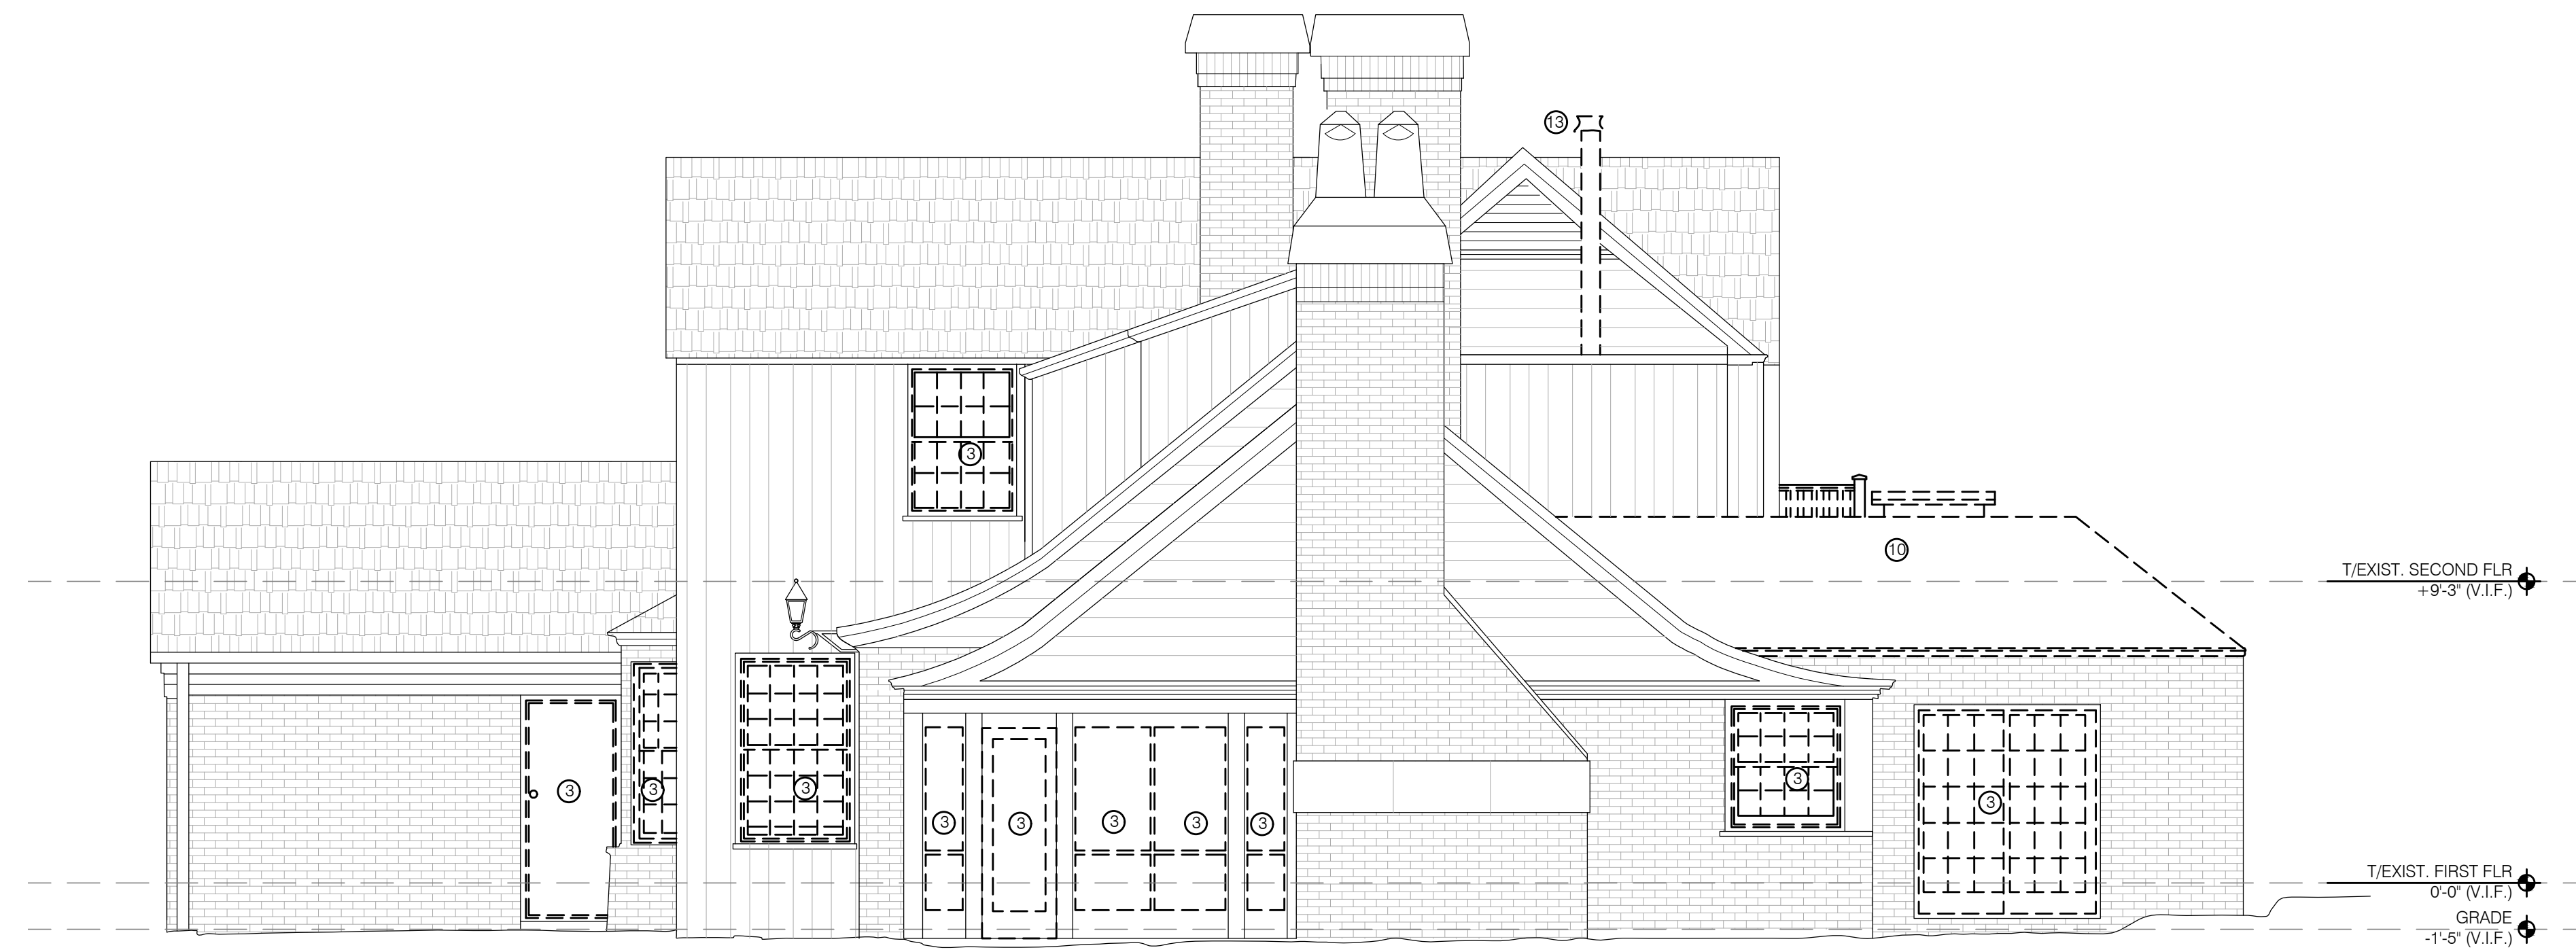 13
3
10
T/EXIST. SECOND FLR
+9'-3" (V.I.F.)
3
3
3
3
3
3
3
3
3
3
T/EXIST. FIRST FLR
0'-0" (V.I.F.)
GRADE
-1'-5" (V.I.F.)